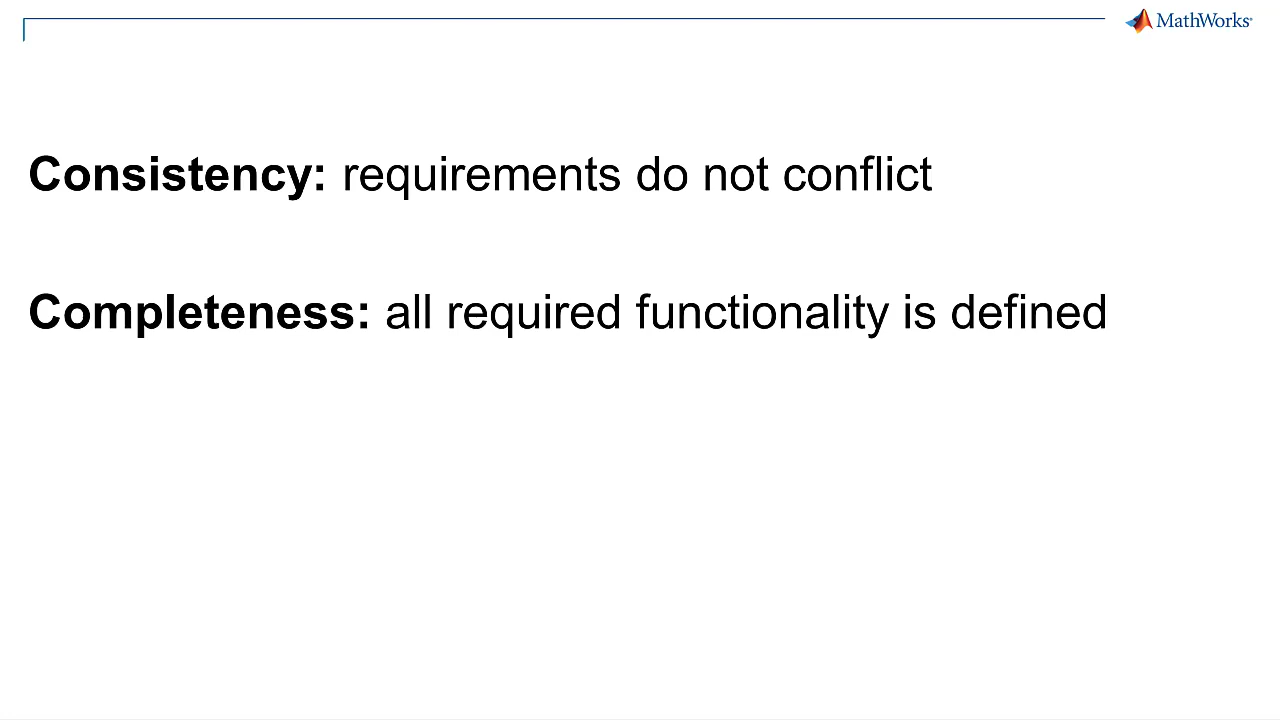 MathWorks
Consistency: requirements do not conflict
Completeness: all required functionality is defined